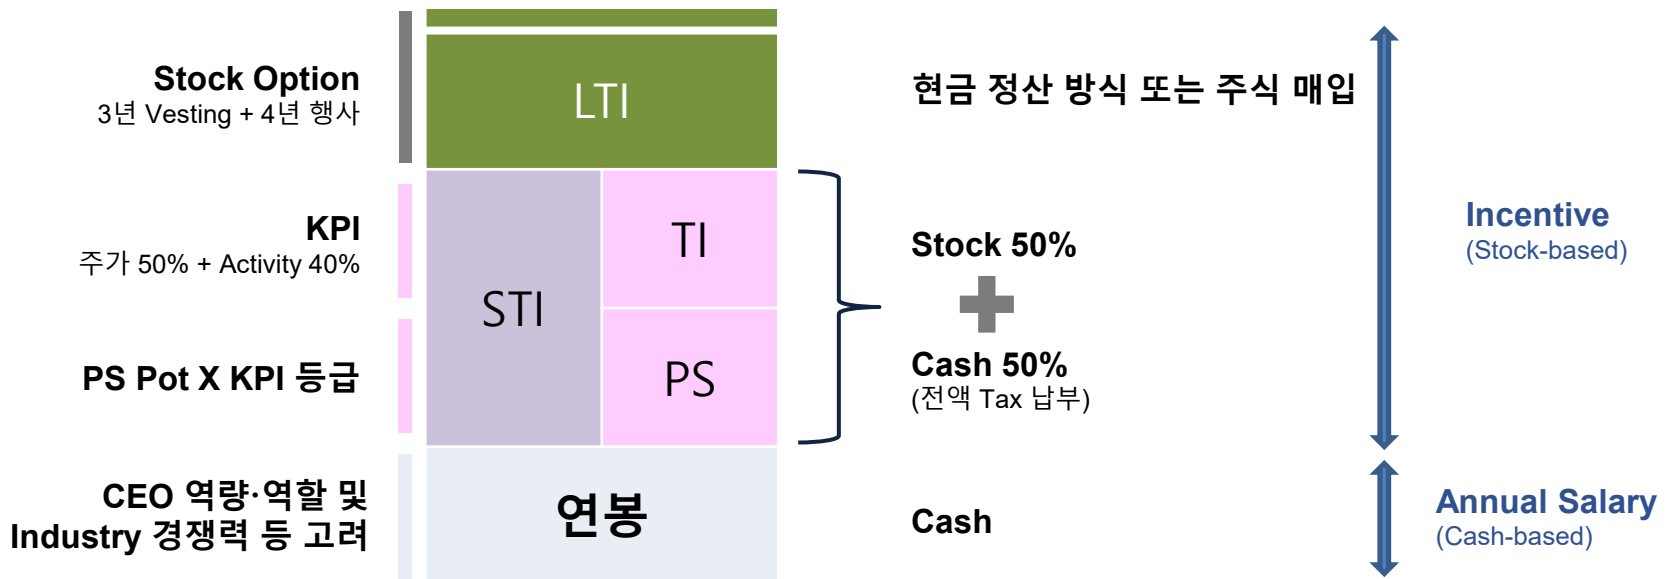 Stock Option
3년 Vesting + 4년 행사
LTI
현금 정산 방식 또는 주식 매입
KPI
주가 50% + Activity 40%
STI
TI
Stock 50%
Incentive
(Stock-based)
PS Pot X KPI 등급
PS
Cash 50%
(전액 Tax 납부)
CEO 역량·역할 및
Industry 경쟁력 등 고려
연봉
Cash
Annual Salary
(Cash-based)